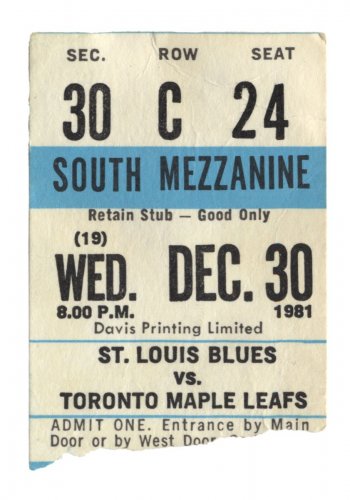 SEC. ROW SEAT
30 C 24
SOUTH MEZZANINE
Retain Stub — Good Only
(19)
WED. DEC. 30
8.00 P.M. 1981
Davis Printing Limited
ST. LOUIS BLUES
vs.
TORONTO MAPLE LEAFS
ADMIT ONE. Entrance by Main
Door or by West Door